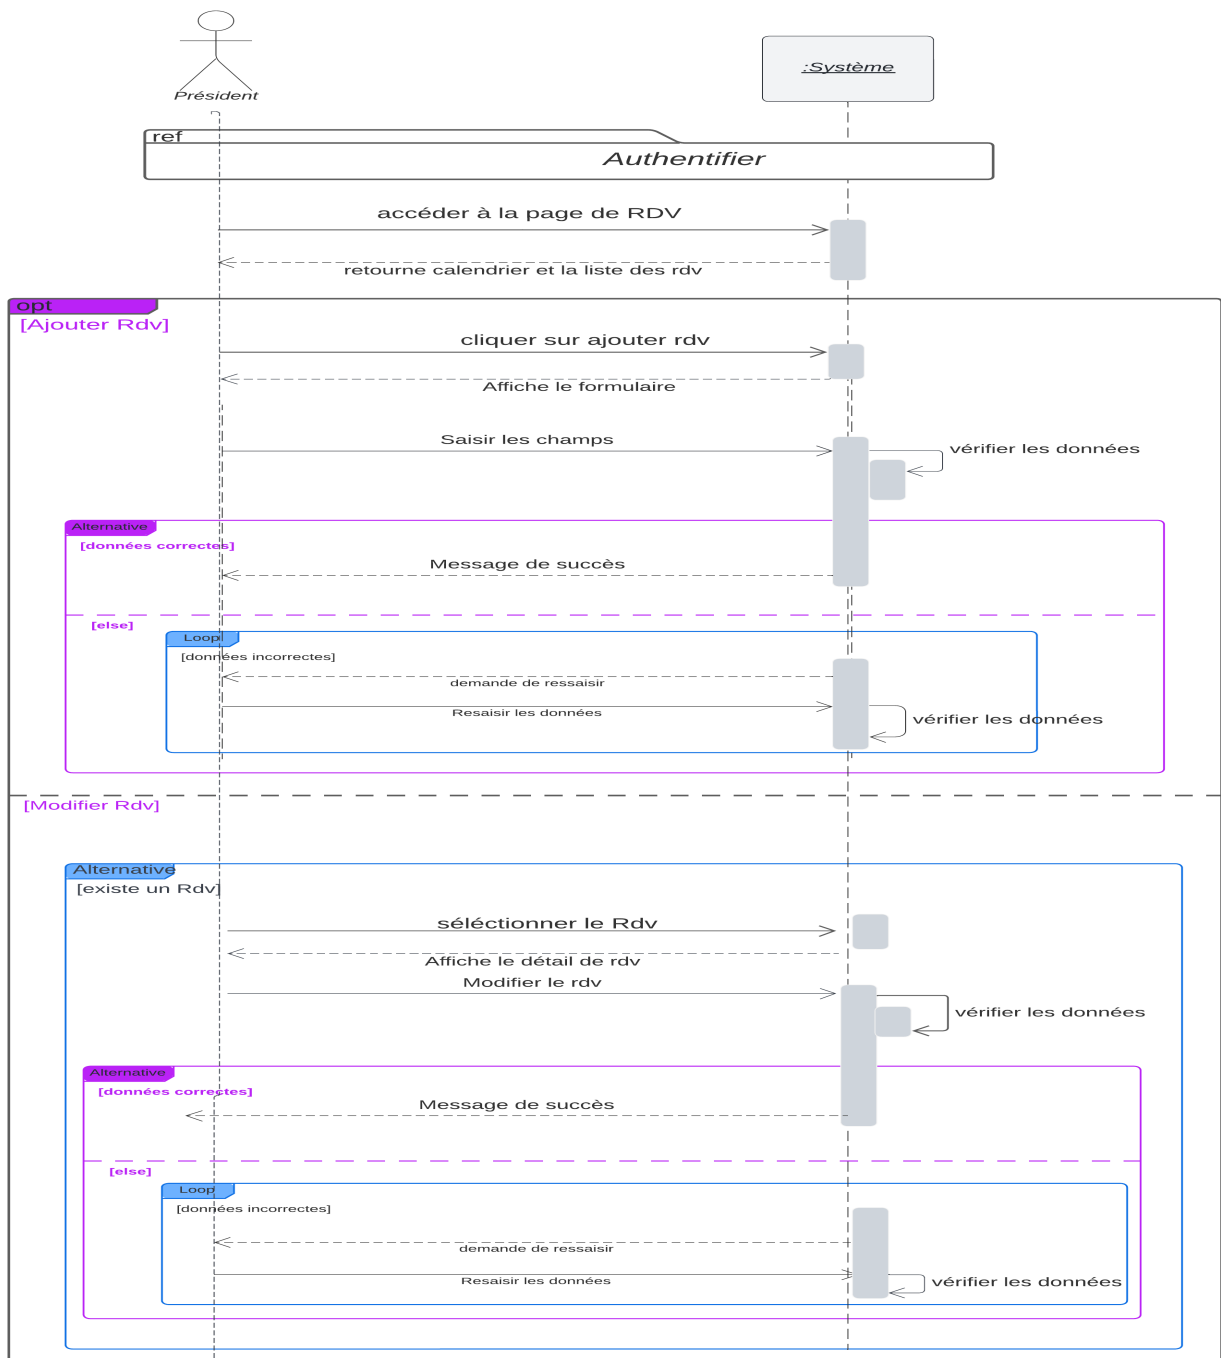 Président
:Système
ref
Authentifier
accéder à la page de RDV
retourne calendrier et la liste des rdv
opt
[Ajouter Rdv]
cliquer sur ajouter rdv
Affiche le formulaire
Saisir les champs
vérifier les données
Alternative
[données correctes]
Message de succès
[else]
Loop
[données incorrectes]
demande de ressaisir
Resaisir les données
vérifier les données
[Modifier Rdv]
Alternative
[existe un Rdv]
séléctionner le Rdv
Affiche le détail de rdv
Modifier le rdv
vérifier les données
Alternative
[données correctes]
Message de succès
[else]
Loop
[données incorrectes]
demande de ressaisir
Resaisir les données
vérifier les données